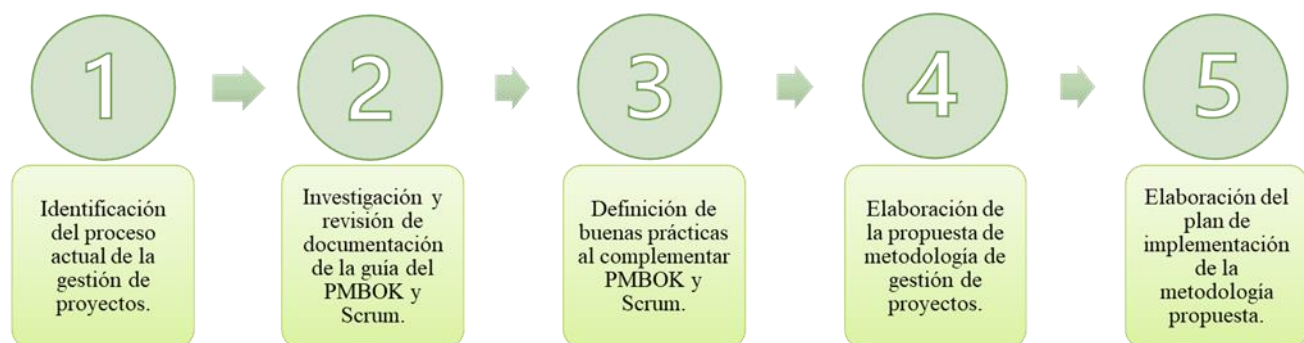 1
2
3
4
5
Identificación
del proceso
actual de la
gestión de
proyectos.
Investigación y
revisión de
documentación
de la guía del
PMBOK y
Scrum.
Definición de
buenas prácticas
al complementar
PMBOK y
Scrum.
Elaboración de
la propuesta de
metodología de
gestión de
proyectos.
Elaboración del
plan de
implementación
de la
metodología
propuesta.